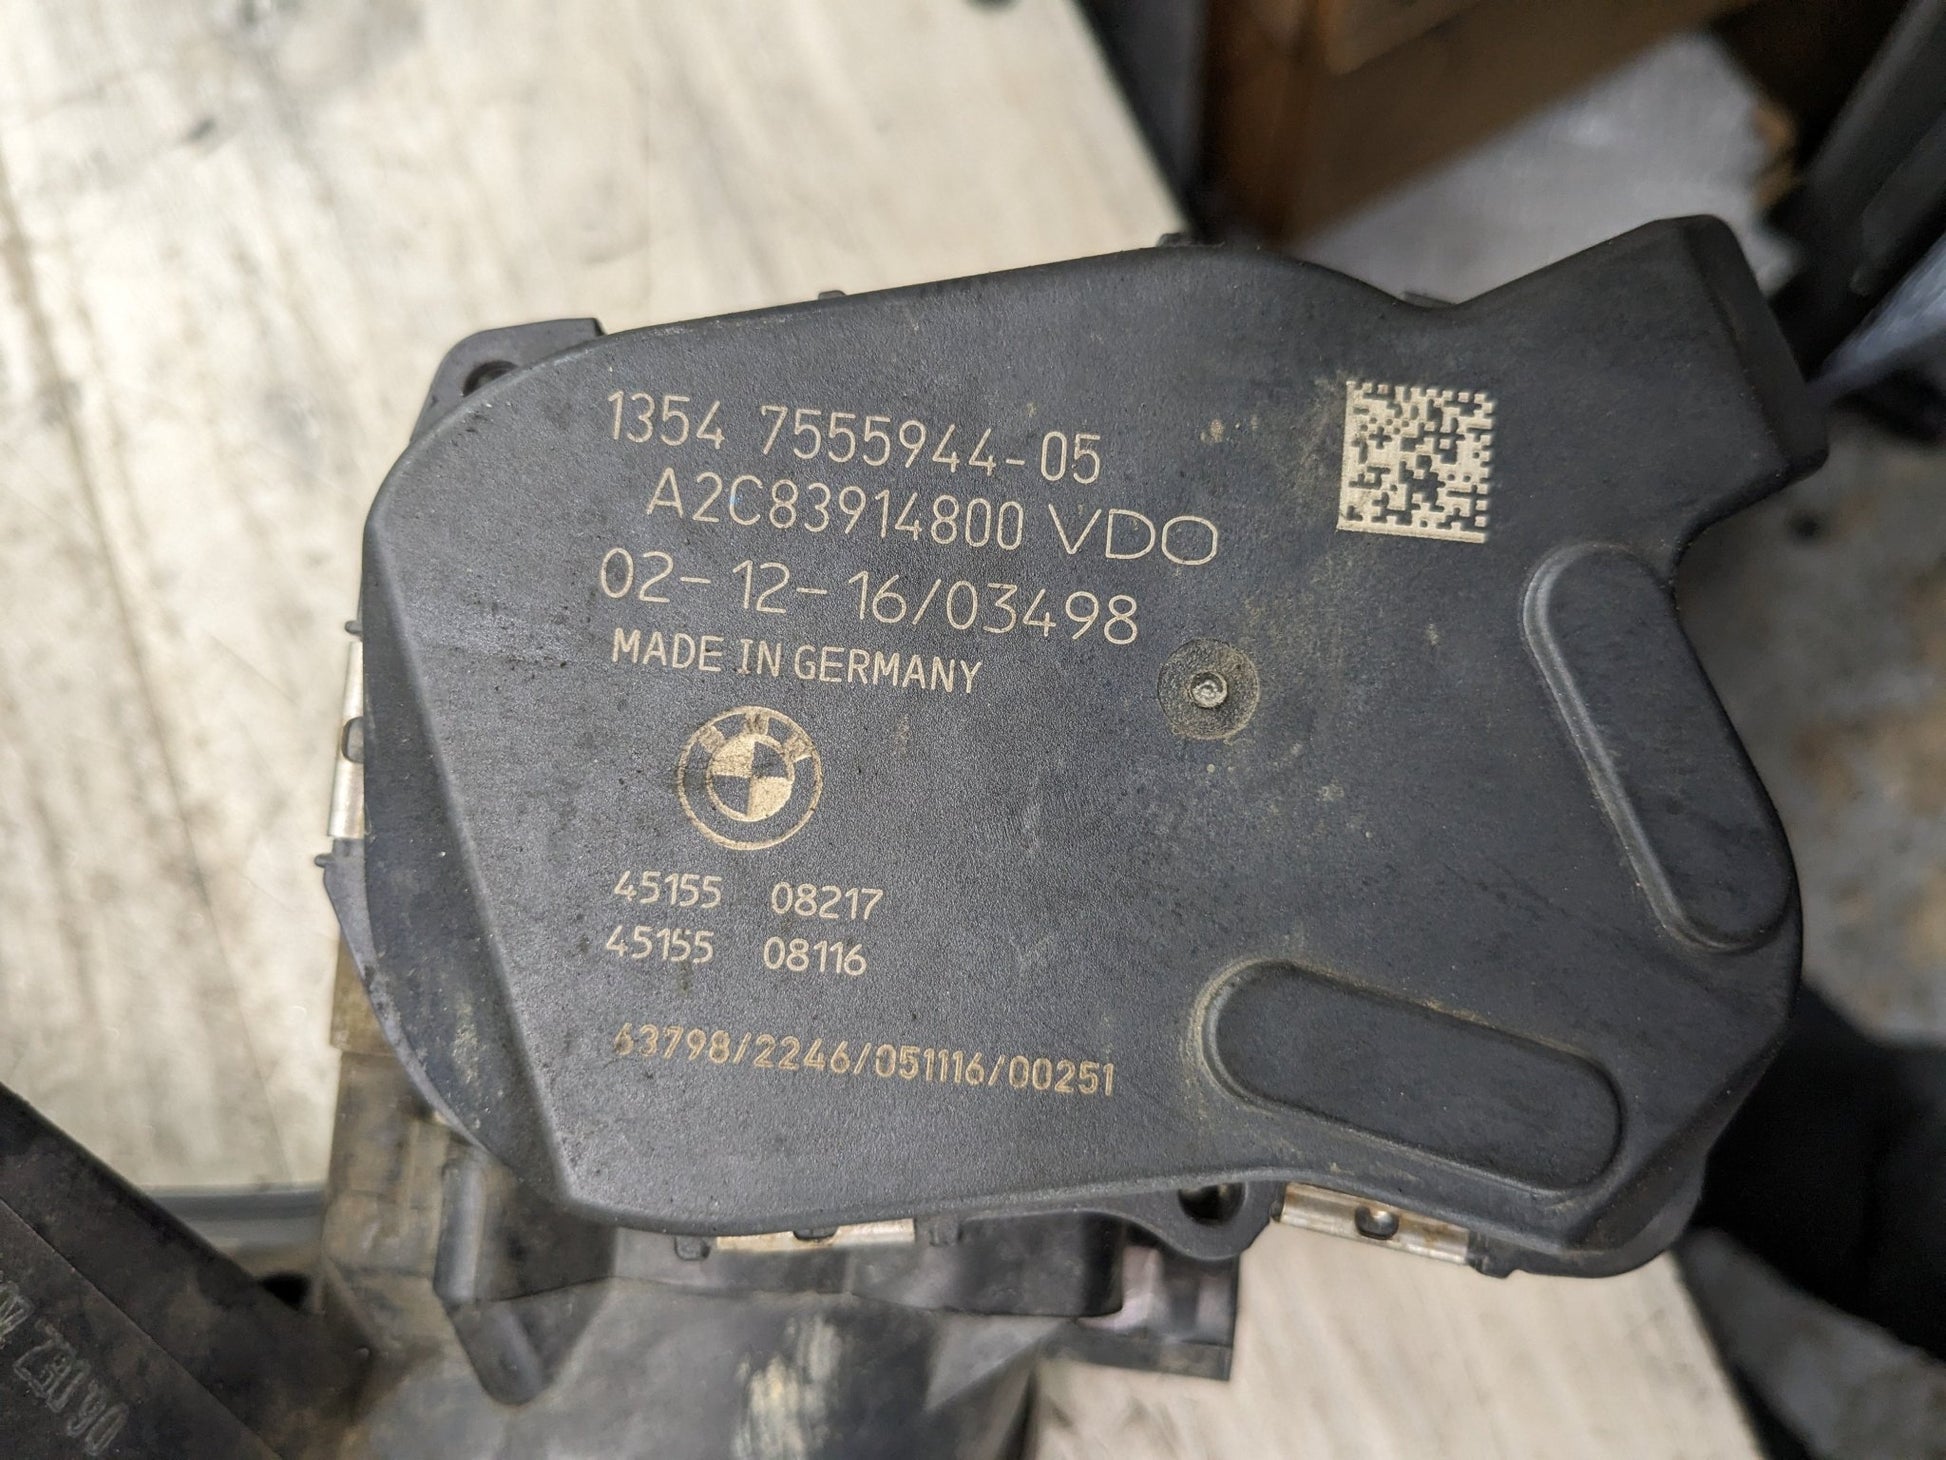 1354 7555944-05
A2C83914800 VDO
02-12-16/03498
MADE IN GERMANY
BMW
45155 08217
45155 08116
63798/2246/051116/00251